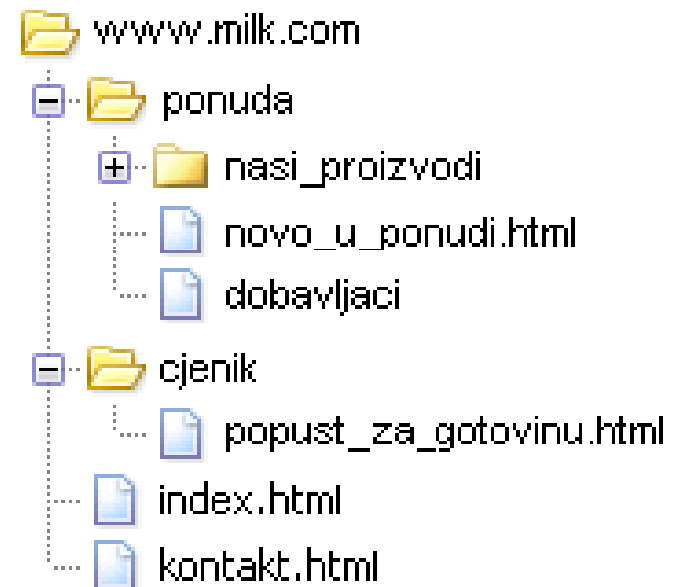 www.milk.com
ponuda
nasi_proizvodi
novo_u_ponudi.html
dobavljaci
cjenik
popust_za_gotovinu.html
index.html
kontakt.html